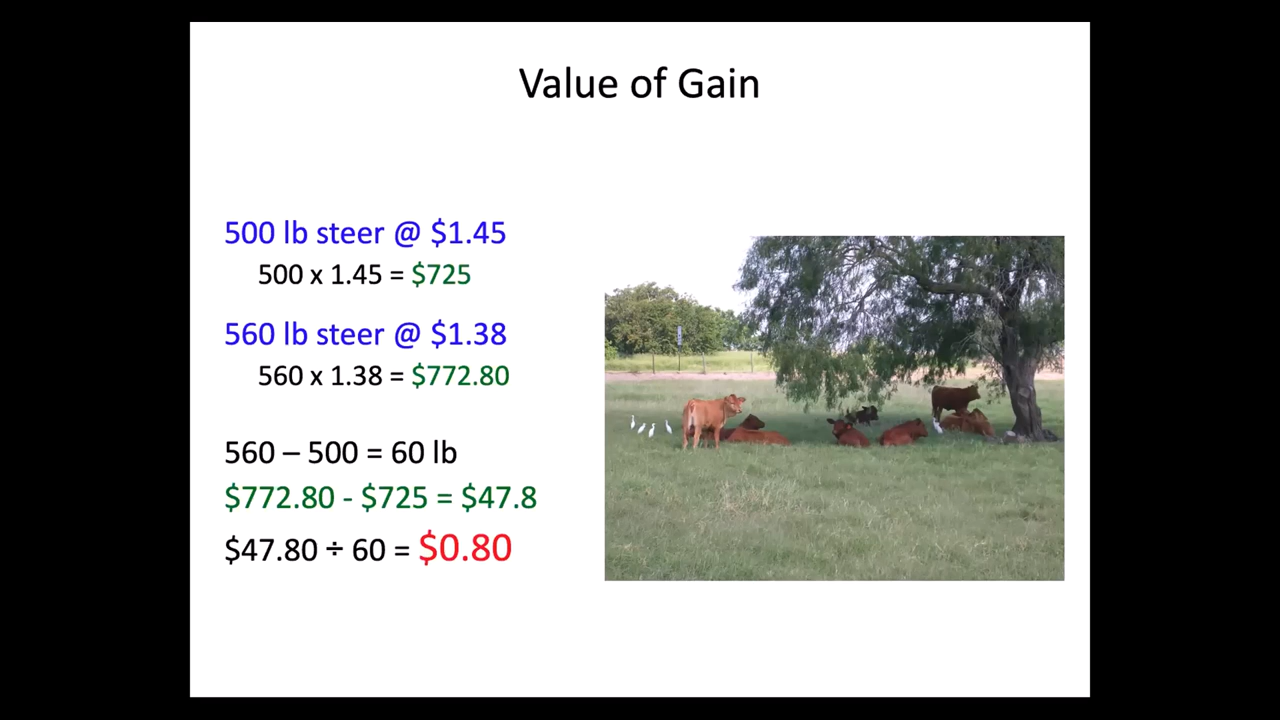 Value of Gain
500 lb steer @ $1.45
500 x 1.45 = $725
560 lb steer @ $1.38
560 x 1.38 = $772.80
560 – 500 = 60 lb
$772.80 - $725 = $47.8
$47.80 ÷ 60 = $0.80